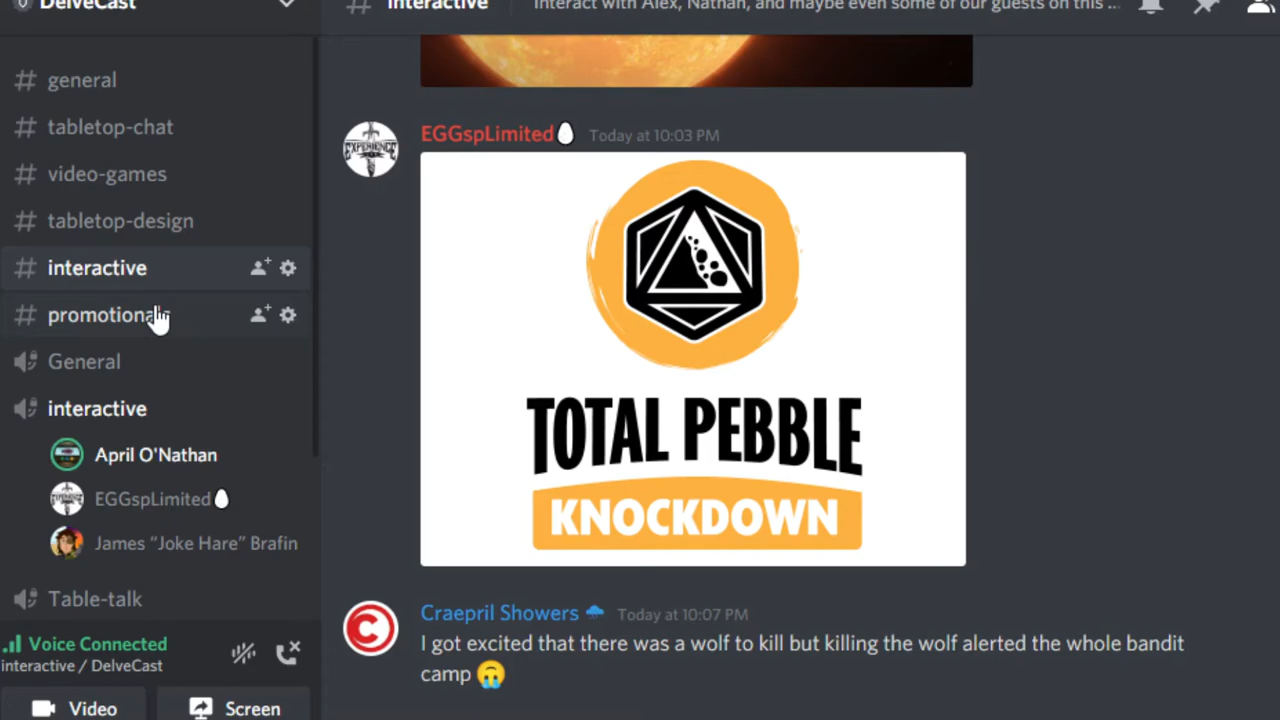 DelveCast
# interactive
Interact with Alex, Nathan, and maybe even some of our guests on this ...
# general
# tabletop-chat
# video-games
# tabletop-design
# interactive
# promotional
General
interactive
April O'Nathan
EGGspLimited
James “Joke Hare” Brafin
Table-talk
Voice Connected
interactive / DelveCast
Video
Screen
EGGspLimited Today at 10:03 PM
EXPERIENCE
TOTAL PEBBLE
KNOCKDOWN
Craepril Showers Today at 10:07 PM
I got excited that there was a wolf to kill but killing the wolf alerted the whole bandit
camp 😭